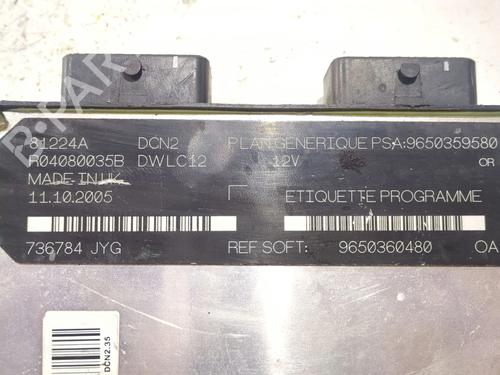 81224A DCN2 PLAN GENERIQUE PSA:9650359580
R04080035B DWLC12 12V
MADE IN UK
11.10.2005 ETIQUETTE PROGRAMME
736784 JYG REF SOFT: 9650360480 OA
DCN2.35
B-PARTS